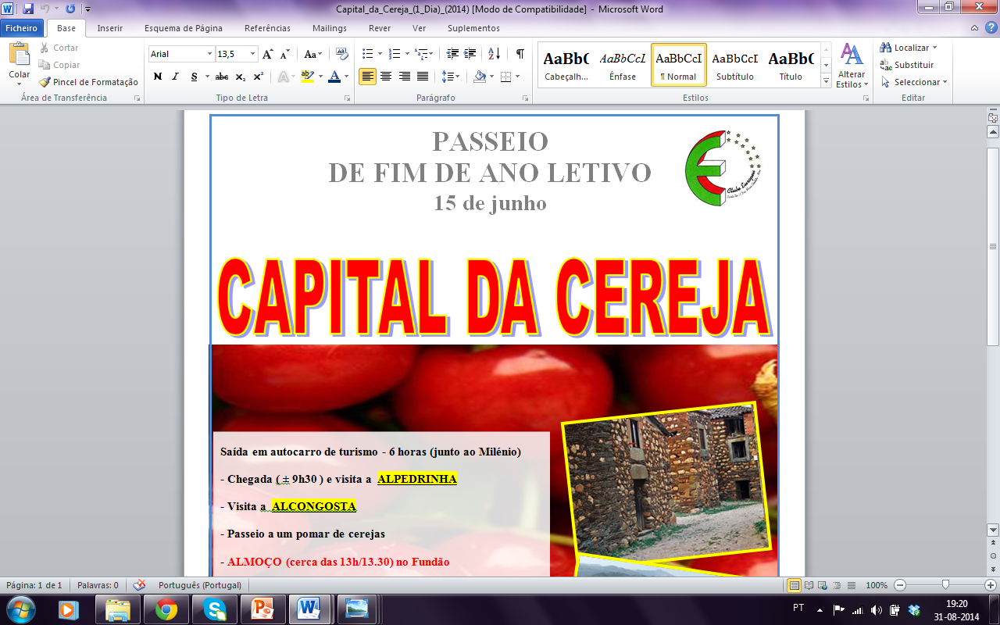 Capital_da_Cereja_(1_Dia)_(2014) [Modo de Compatibilidade] - Microsoft Word
Ficheiro Base Inserir Esquema de Página Referências Mailings Rever Ver Suplementos
Colar
Cortar
Copiar
Pincel de Formatação
Área de Transferência
Arial 13,5
N I S abc x₂ x²
Aa
A
Tipo de Letra
Parágrafo
AaBbC AaBbCcI AaBbCcI AaBbCcI AaBbC
Cabeçalh... Ênfase ¶ Normal Subtítulo Título
Alterar
Estilos
Estilos
Localizar
Substituir
Seleccionar
Editar
PASSEIO
DE FIM DE ANO LETIVO
15 de junho
Clube Europeu
CAPITAL DA CEREJA
Saída em autocarro de turismo - 6 horas (junto ao Milénio)
- Chegada ( ± 9h30 ) e visita a ALPEDRINHA
- Visita a ALCONGOSTA
- Passeio a um pomar de cerejas
- ALMOÇO (cerca das 13h/13.30) no Fundão
Página: 1 de 1 Palavras: 0 Português (Portugal) 100%
PT 19:20
31-08-2014